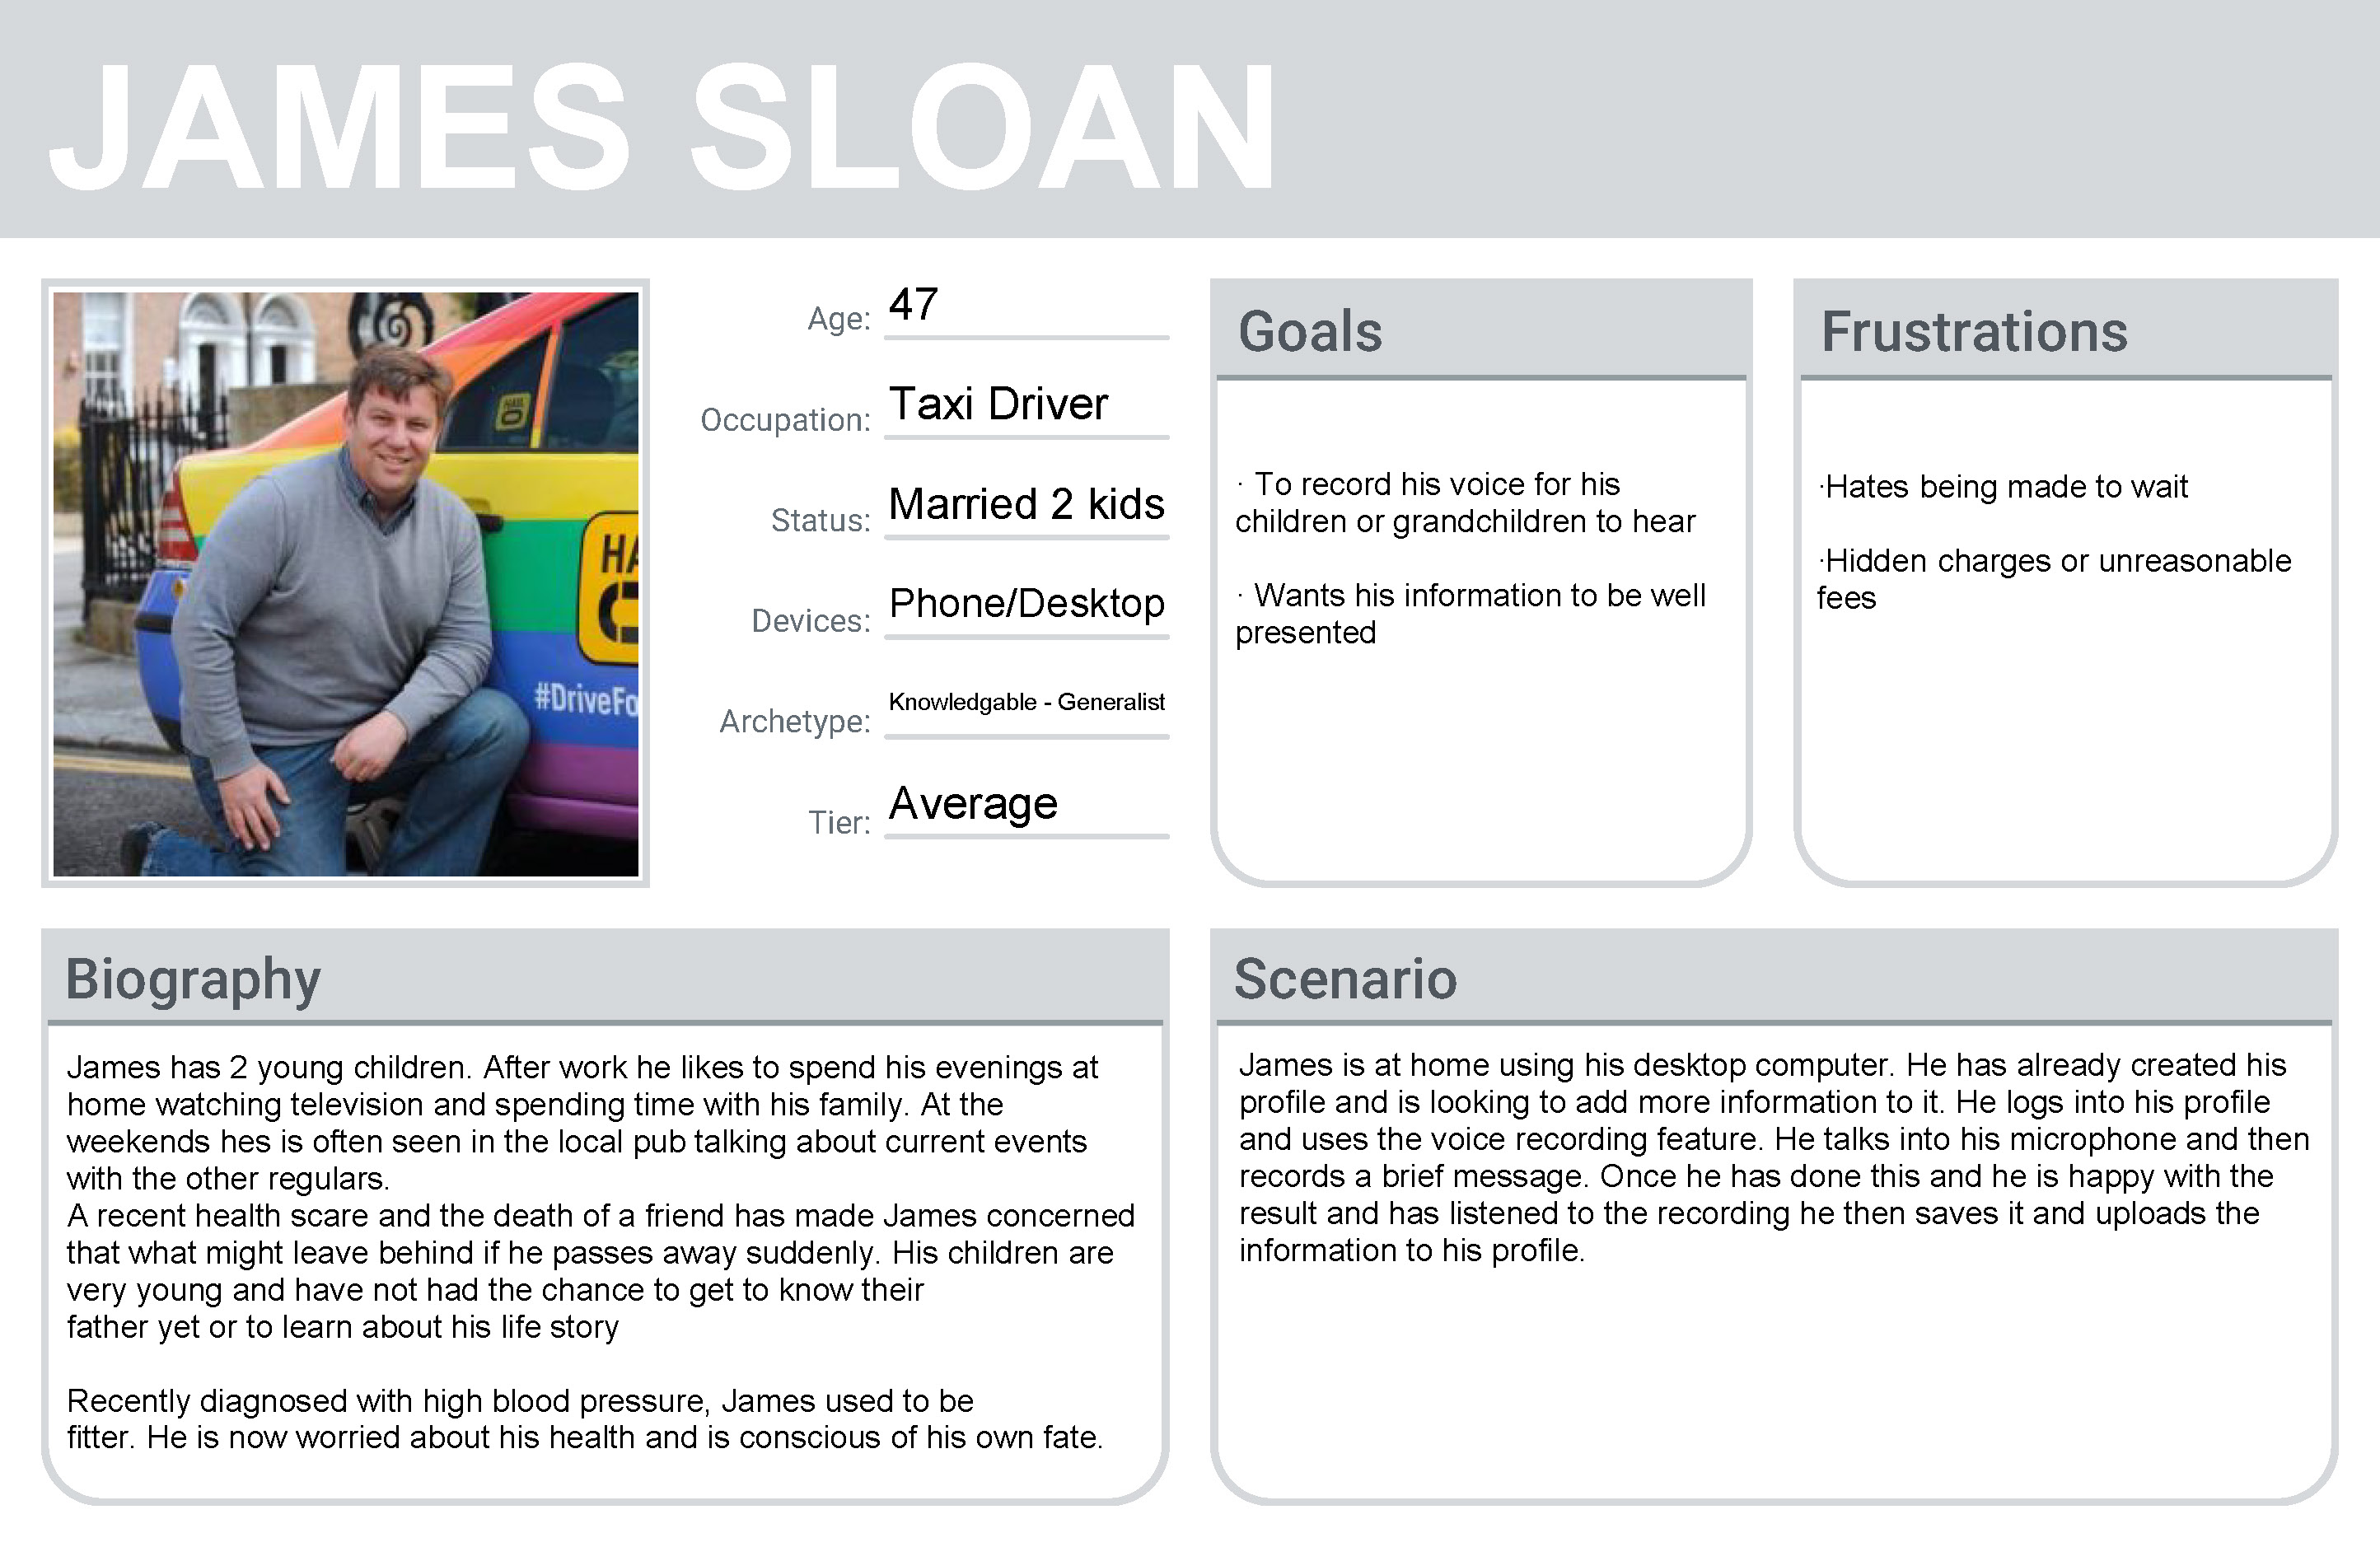 JAMES SLOAN
Age: 47
Occupation: Taxi Driver
Status: Married 2 kids
Devices: Phone/Desktop
Archetype: Knowledgable - Generalist
Tier: Average
HAIL
HA
#DriveFo
Goals
· To record his voice for his
children or grandchildren to hear
· Wants his information to be well
presented
Frustrations
·Hates being made to wait
·Hidden charges or unreasonable
fees
Biography
James has 2 young children. After work he likes to spend his evenings at
home watching television and spending time with his family. At the
weekends hes is often seen in the local pub talking about current events
with the other regulars.
A recent health scare and the death of a friend has made James concerned
that what might leave behind if he passes away suddenly. His children are
very young and have not had the chance to get to know their
father yet or to learn about his life story
Recently diagnosed with high blood pressure, James used to be
fitter. He is now worried about his health and is conscious of his own fate.
Scenario
James is at home using his desktop computer. He has already created his
profile and is looking to add more information to it. He logs into his profile
and uses the voice recording feature. He talks into his microphone and then
records a brief message. Once he has done this and he is happy with the
result and has listened to the recording he then saves it and uploads the
information to his profile.